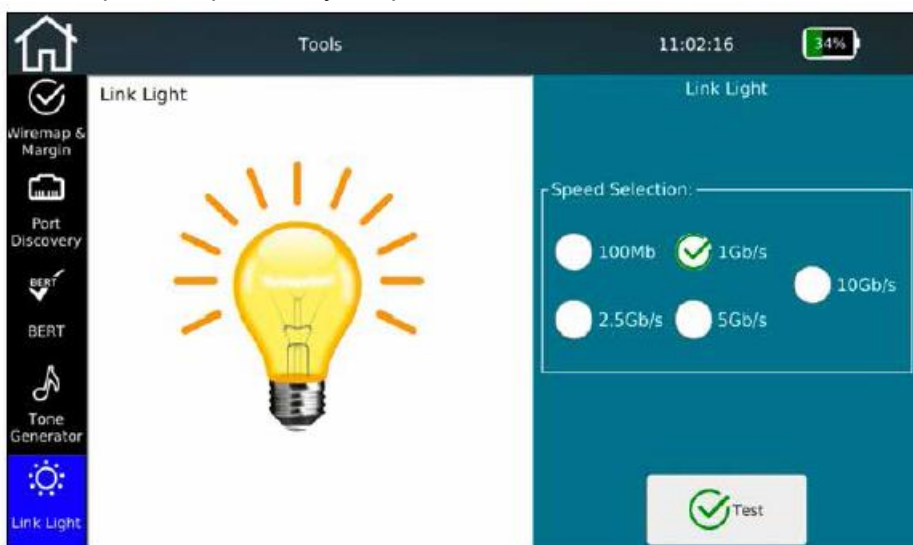 Tools
11:02:16
34%
Wiremap &
Margin
Port
Discovery
BERT
BERT
Tone
Generator
Link Light
Link Light
Link Light
Speed Selection:
100Mb
1Gb/s
10Gb/s
2.5Gb/s
5Gb/s
Test